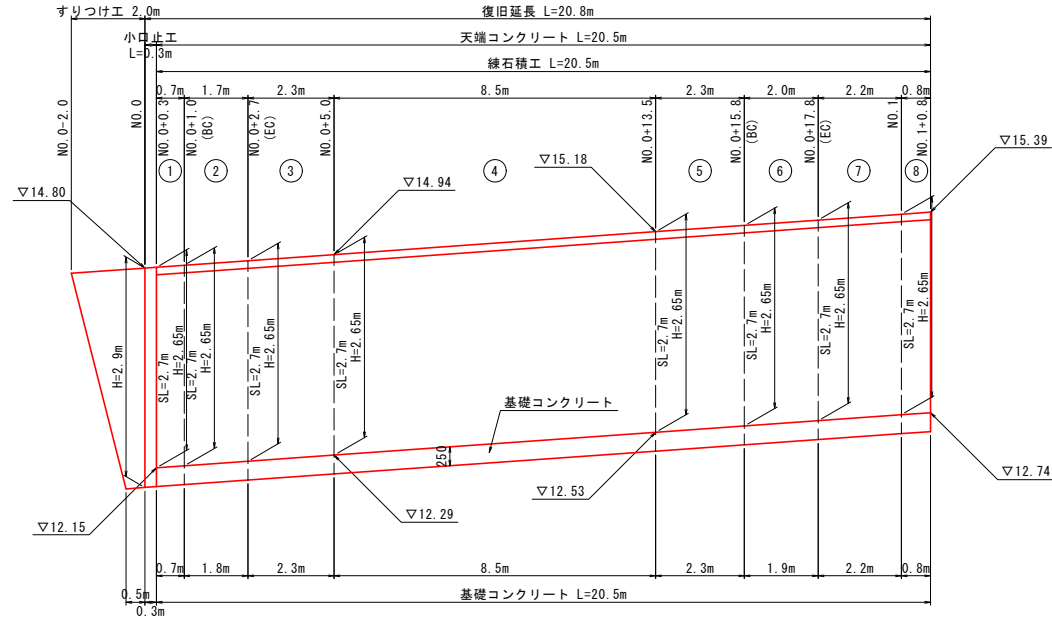 すりつけ工 2.0m
復旧延長 L=20.8m
小口止工
L=0.3m
天端コンクリート L=20.5m
練石積工 L=20.5m
0.7m
1.7m
2.3m
8.5m
2.3m
2.0m
2.2m
0.8m
NO.0-2.0
NO.0
NO.0+0.3
NO.0+1.0
(BC)
NO.0+2.7
(EC)
NO.0+5.0
NO.0+13.5
NO.0+15.8
(BC)
NO.0+17.8
(EC)
NO.1
NO.1+0.8
1
2
3
4
5
6
7
8
▽14.80
▽14.94
▽15.18
▽15.39
H=2.9m
SL=2.7m
H=2.65m
SL=2.7m
H=2.65m
SL=2.7m
H=2.65m
SL=2.7m
H=2.65m
SL=2.7m
H=2.65m
SL=2.7m
H=2.65m
SL=2.7m
H=2.65m
SL=2.7m
H=2.65m
基礎コンクリート
250
▽12.15
▽12.29
▽12.53
▽12.74
0.7m
1.8m
2.3m
8.5m
2.3m
1.9m
2.2m
0.8m
0.5m
0.3m
基礎コンクリート L=20.5m